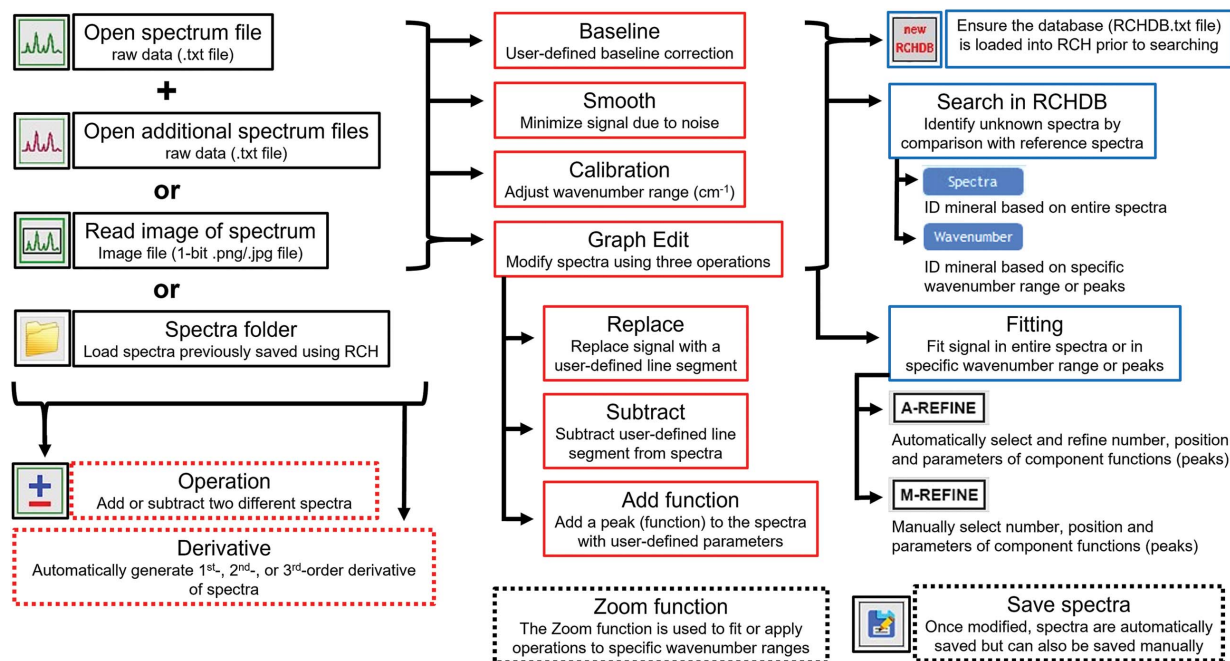 Open spectrum file
raw data (.txt file)
+
Open additional spectrum files
raw data (.txt file)
or
Read image of spectrum
Image file (1-bit .png/.jpg file)
or
Spectra folder
Load spectra previously saved using RCH
Operation
Add or subtract two different spectra
Derivative
Automatically generate 1st-, 2nd-, or 3rd-order derivative
of spectra
Baseline
User-defined baseline correction
Smooth
Minimize signal due to noise
Calibration
Adjust wavenumber range (cm-1)
Graph Edit
Modify spectra using three operations
Replace
Replace signal with a
user-defined line segment
Subtract
Subtract user-defined line
segment from spectra
Add function
Add a peak (function) to the spectra
with user-defined parameters
Zoom function
The Zoom function is used to fit or apply
operations to specific wavenumber ranges
new
RCHDB
Ensure the database (RCHDB.txt file)
is loaded into RCH prior to searching
Search in RCHDB
Identify unknown spectra by
comparison with reference spectra
Spectra
ID mineral based on entire spectra
Wavenumber
ID mineral based on specific
wavenumber range or peaks
Fitting
Fit signal in entire spectra or in
specific wavenumber range or peaks
A-REFINE
Automatically select and refine number, position
and parameters of component functions (peaks)
M-REFINE
Manually select number, position and
parameters of component functions (peaks)
Save spectra
Once modified, spectra are automatically
saved but can also be saved manually